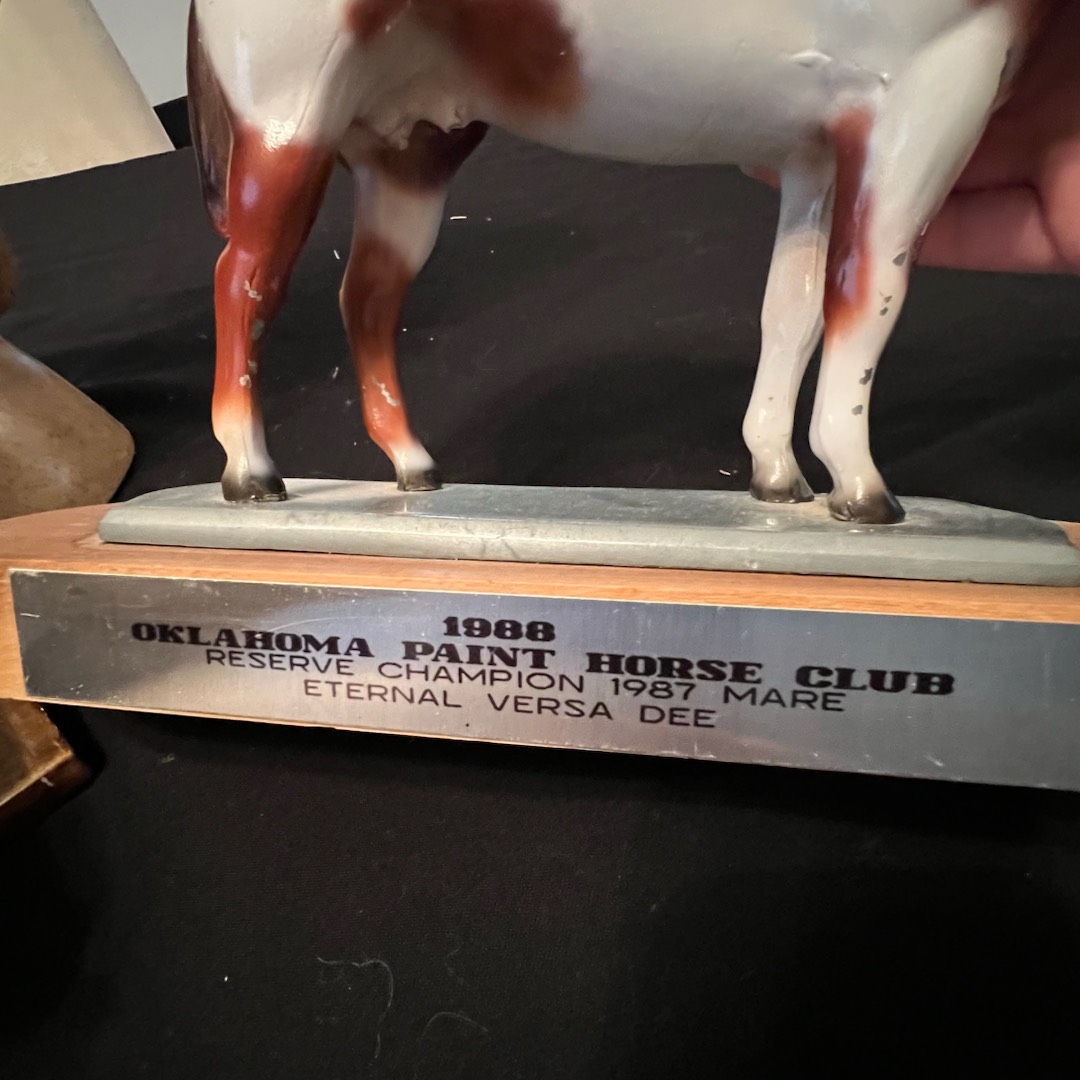 1988
OKLAHOMA PAINT HORSE CLUB
RESERVE CHAMPION 1987 MARE
ETERNAL VERSA DEE